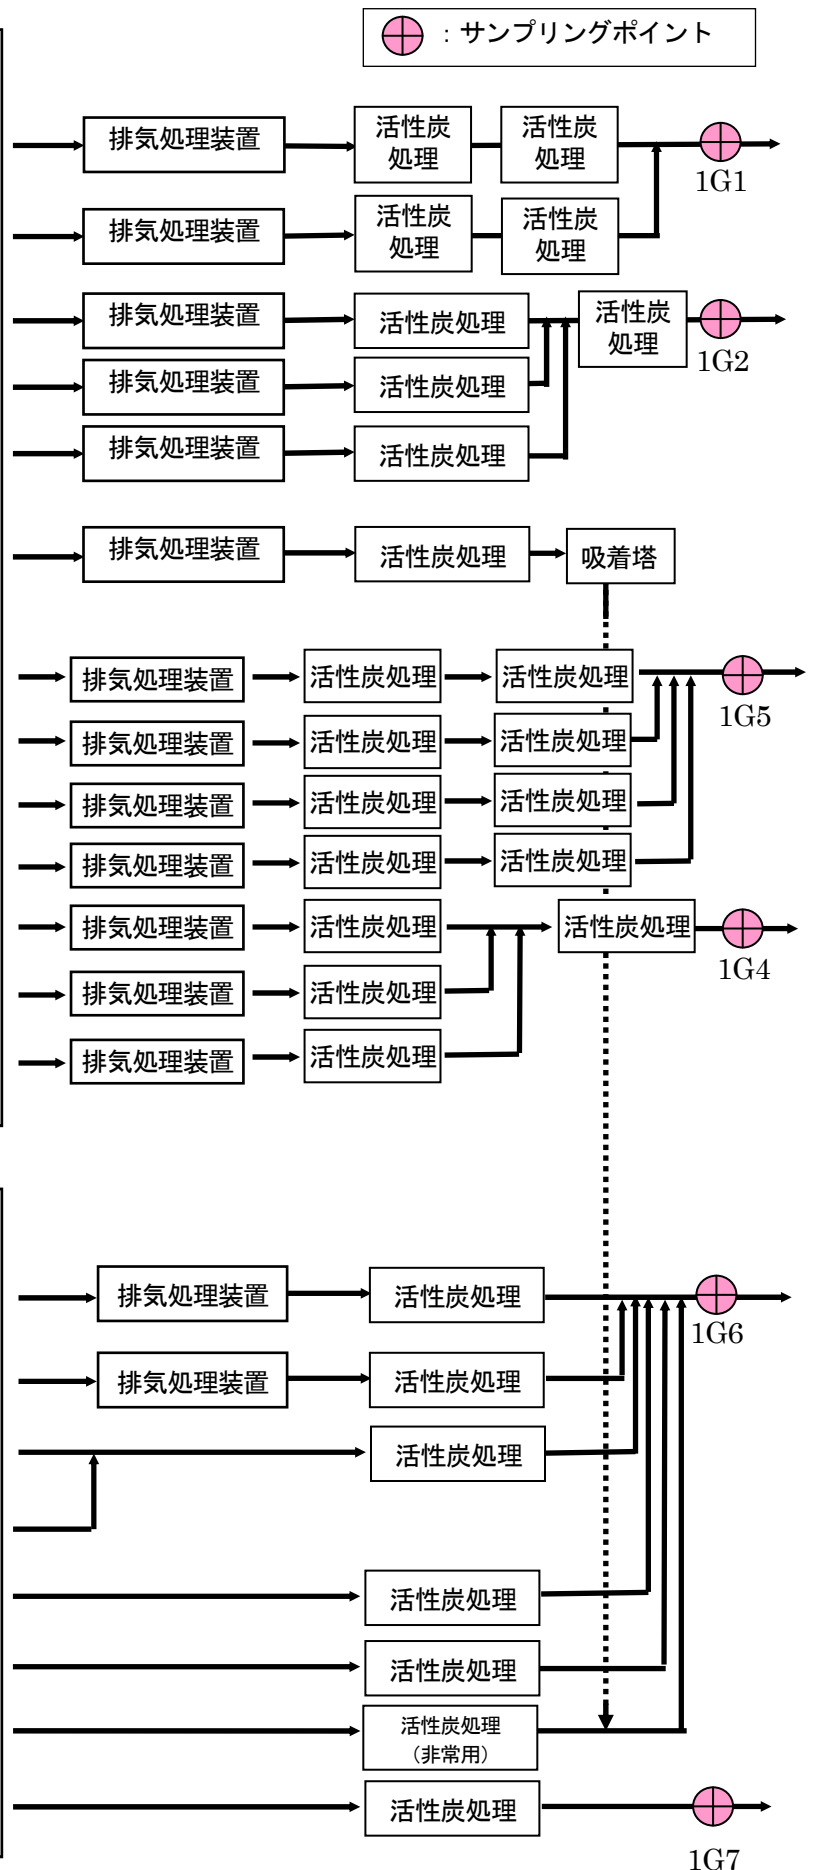 ：サンプリングポイント
排気処理装置
活性炭
処理
活性炭
処理
1G1
排気処理装置
活性炭
処理
活性炭
処理
排気処理装置
活性炭処理
活性炭
処理
1G2
排気処理装置
活性炭処理
排気処理装置
活性炭処理
排気処理装置
活性炭処理
吸着塔
排気処理装置
活性炭処理
活性炭処理
1G5
排気処理装置
活性炭処理
活性炭処理
排気処理装置
活性炭処理
活性炭処理
排気処理装置
活性炭処理
活性炭処理
排気処理装置
活性炭処理
活性炭処理
1G4
排気処理装置
活性炭処理
排気処理装置
活性炭処理
排気処理装置
活性炭処理
1G6
排気処理装置
活性炭処理
活性炭処理
活性炭処理
活性炭処理
活性炭処理
（非常用）
活性炭処理
1G7